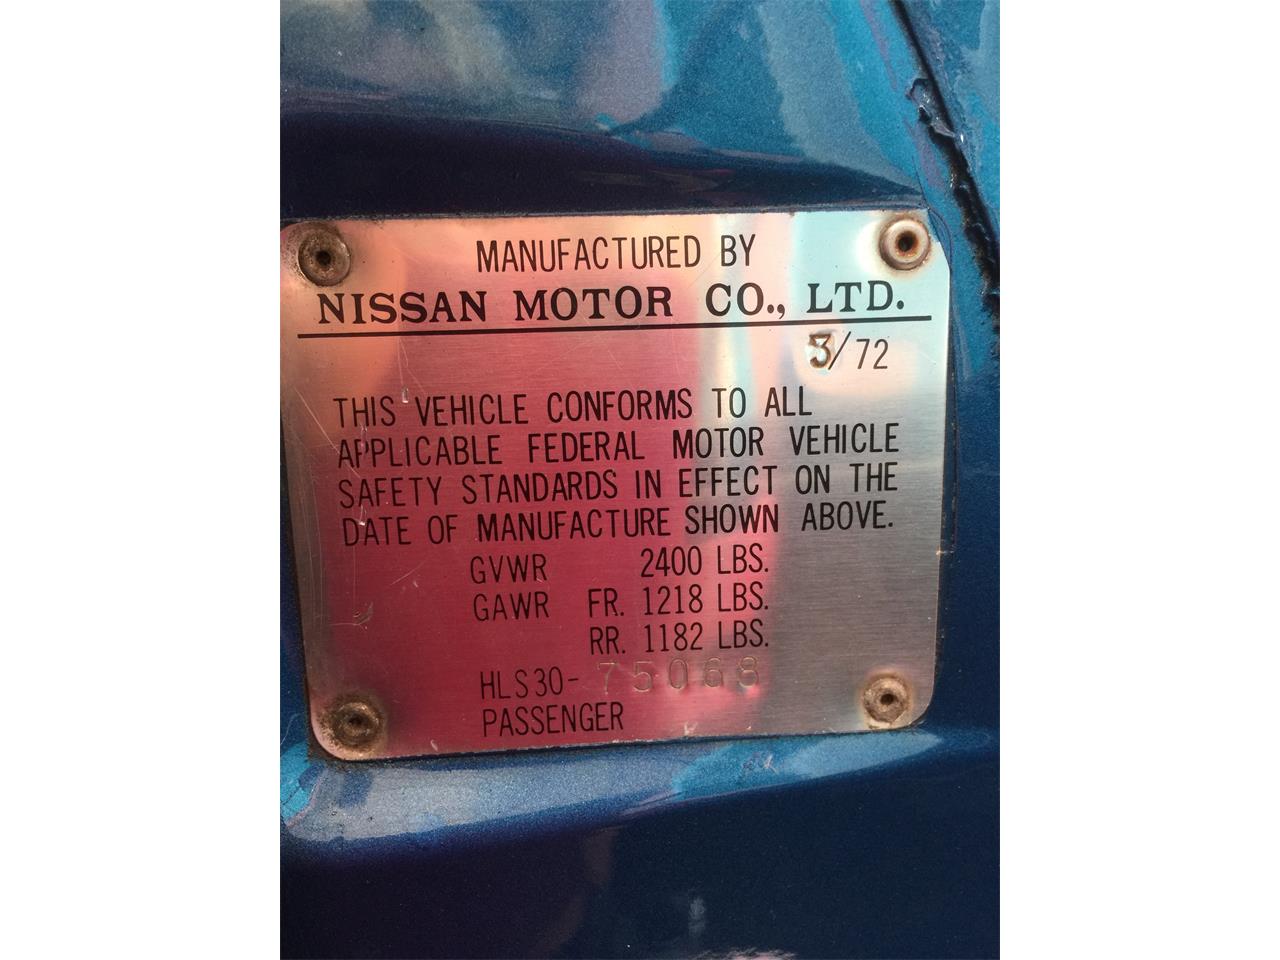 MANUFACTURED BY
NISSAN MOTOR CO., LTD.
3/72
THIS VEHICLE CONFORMS TO ALL
APPLICABLE FEDERAL MOTOR VEHICLE
SAFETY STANDARDS IN EFFECT ON THE
DATE OF MANUFACTURE SHOWN ABOVE.
GVWR 2400 LBS.
GAWR FR. 1218 LBS.
RR. 1182 LBS.
HLS30-75068
PASSENGER